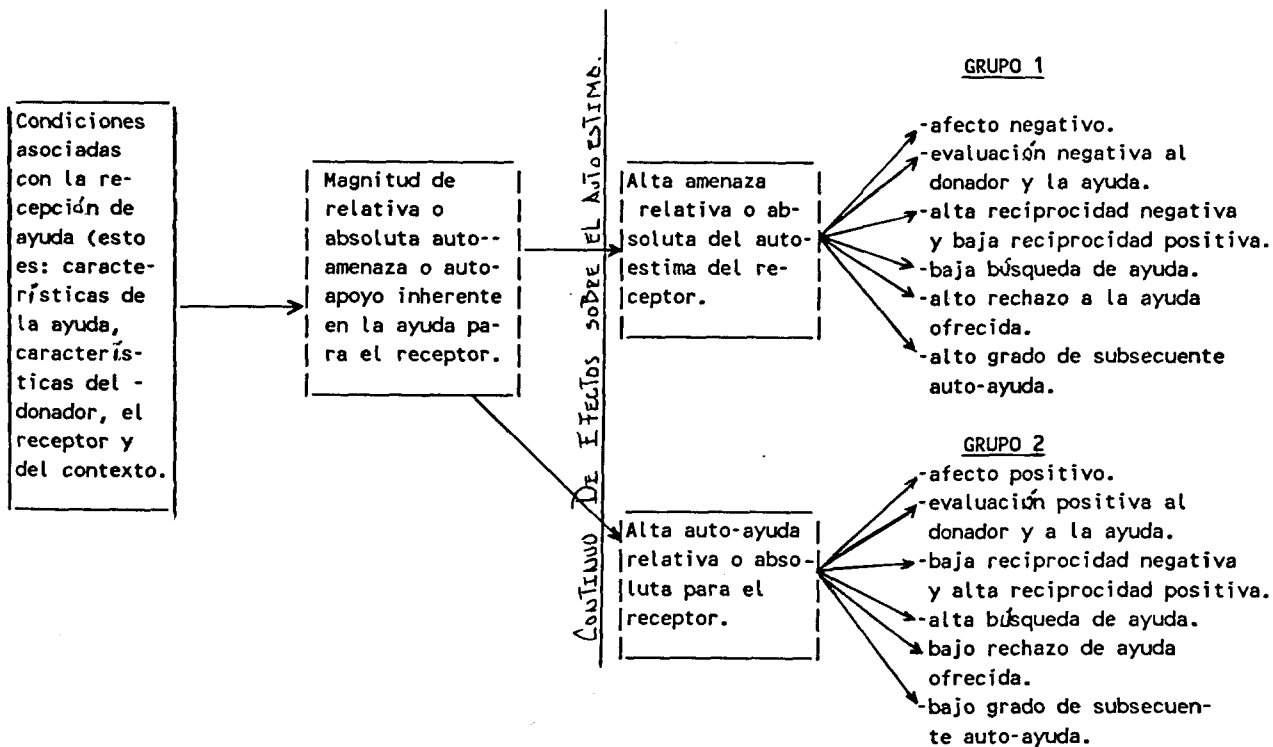 Condiciones
asociadas
con la re-
cepción de
ayuda (esto
es: caracte-
rísticas de
la ayuda,
caracterís-
ticas del -
donador, el
receptor y
del contexto.
Magnitud de
relativa o
absoluta auto--
amenaza o auto-
apoyo inherente
en la ayuda pa-
ra el receptor.
CONTINUO DE EFECTOS SOBRE EL AUTOESTIMA.
Alta amenaza
relativa o ab-
soluta del auto-
estima del re-
ceptor.
GRUPO 1
-afecto negativo.
-evaluación negativa al
donador y la ayuda.
-alta reciprocidad negativa
y baja reciprocidad positiva.
-baja búsqueda de ayuda.
-alto rechazo a la ayuda
ofrecida.
-alto grado de subsecuente
auto-ayuda.
Alta auto-ayuda
relativa o abso-
luta para el
receptor.
GRUPO 2
-afecto positivo.
-evaluación positiva al
donador y a la ayuda.
-baja reciprocidad negativa
y alta reciprocidad positiva.
-alta búsqueda de ayuda.
bajo rechazo de ayuda
ofrecida.
-bajo grado de subsecuen-
te auto-ayuda.